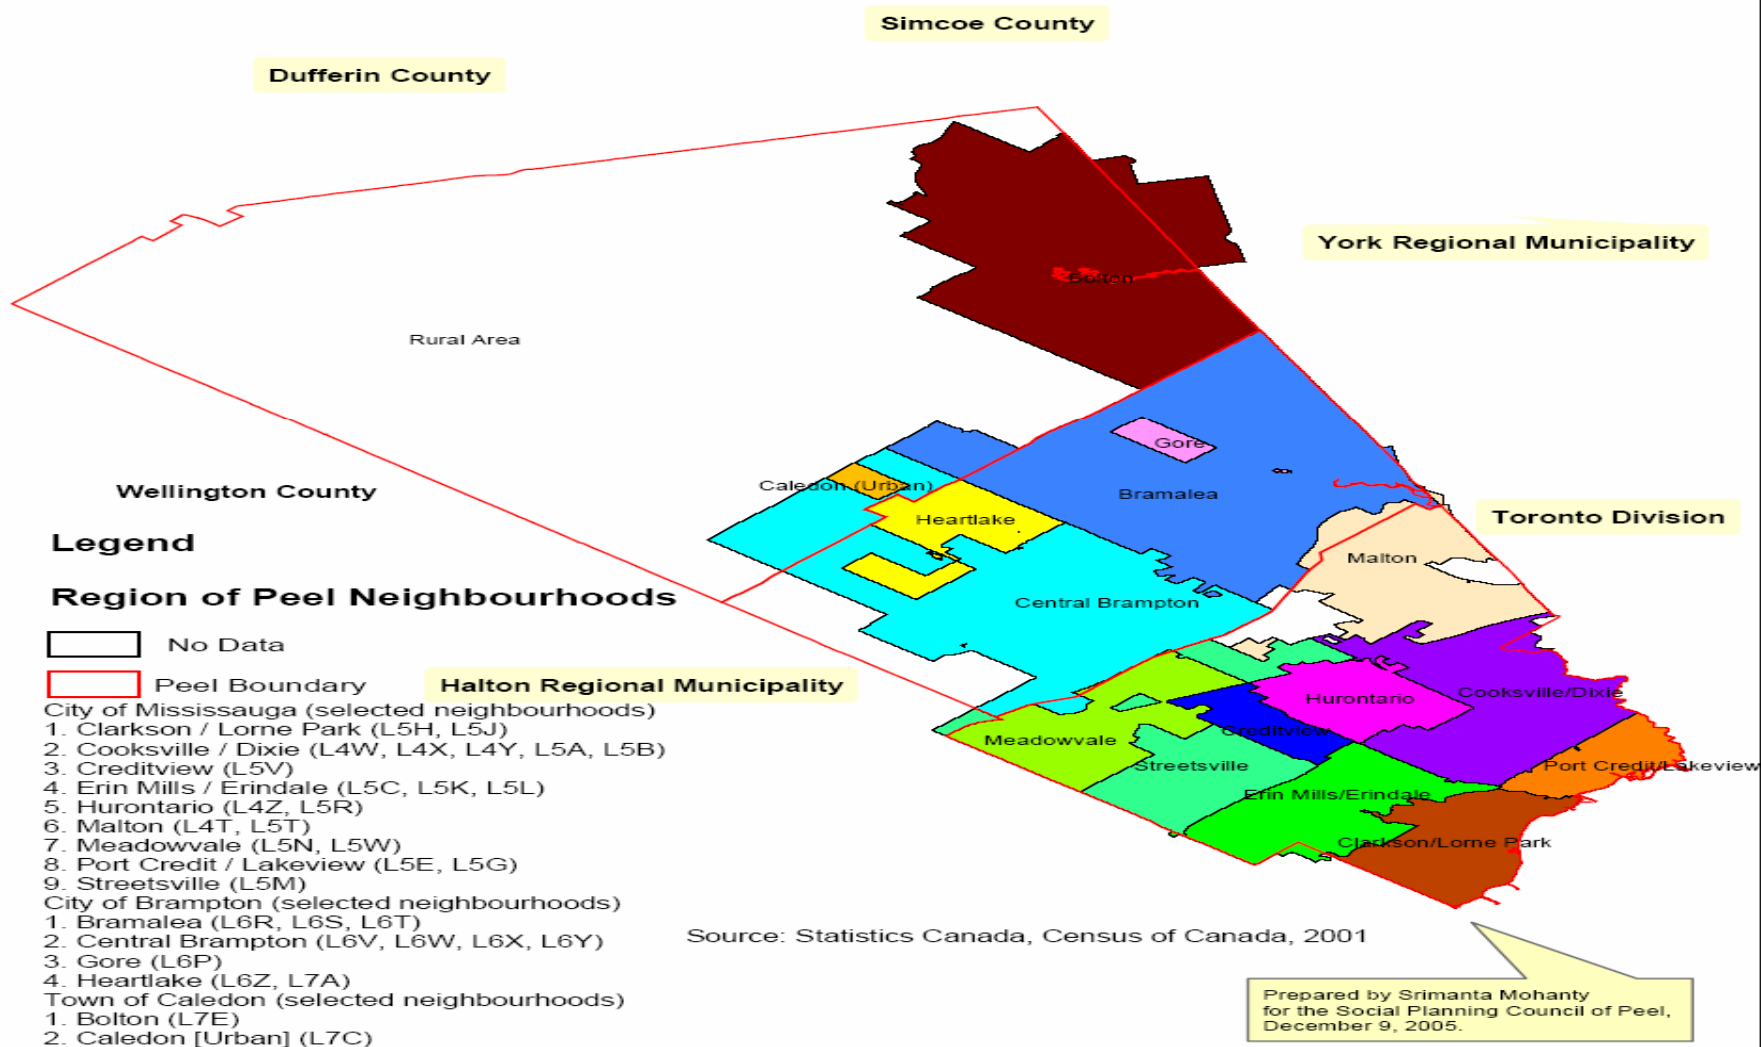 Simcoe County
Dufferin County
York Regional Municipality
Bolton
Rural Area
Gore
Wellington County
Caledon (Urban)
Bramalea
Heartlake
Toronto Division
Legend
Malton
Region of Peel Neighbourhoods
Central Brampton
No Data
Peel Boundary
Halton Regional Municipality
Hurontario
Cooksville/Dixie
Creditview
Meadowvale
Streetsville
Port Credit/Lakeview
Erin Mills/Erindale
Clarkson/Lorne Park
City of Mississauga (selected neighbourhoods)
1. Clarkson / Lorne Park (L5H, L5J)
2. Cooksville / Dixie (L4W, L4X, L4Y, L5A, L5B)
3. Creditview (L5V)
4. Erin Mills / Erindale (L5C, L5K, L5L)
5. Hurontario (L4Z, L5R)
6. Malton (L4T, L5T)
7. Meadowvale (L5N, L5W)
8. Port Credit / Lakeview (L5E, L5G)
9. Streetsville (L5M)
City of Brampton (selected neighbourhoods)
1. Bramalea (L6R, L6S, L6T)
2. Central Brampton (L6V, L6W, L6X, L6Y)
3. Gore (L6P)
4. Heartlake (L6Z, L7A)
Town of Caledon (selected neighbourhoods)
1. Bolton (L7E)
2. Caledon [Urban] (L7C)
Source: Statistics Canada, Census of Canada, 2001
Prepared by Srimanta Mohanty
for the Social Planning Council of Peel,
December 9, 2005.